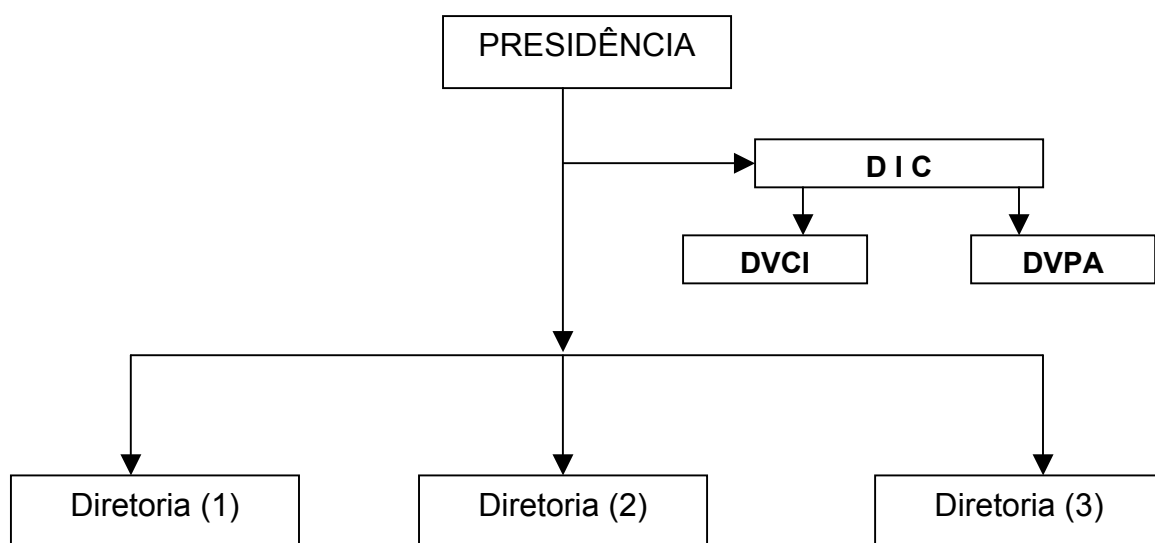 PRESIDÊNCIA
D I C
DVCI
DVPA
Diretoria (1)
Diretoria (2)
Diretoria (3)